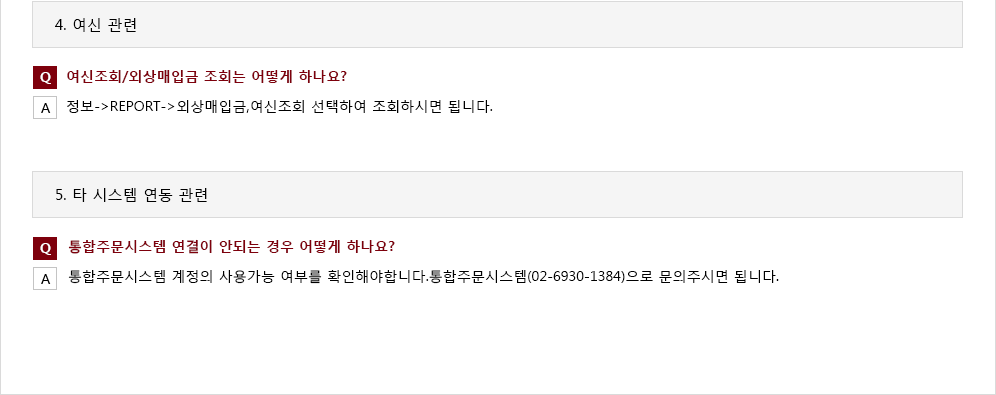 4. 여신 관련
Q 여신조회/외상매입금 조회는 어떻게 하나요?
A 정보->REPORT->외상매입금,여신조회 선택하여 조회하시면 됩니다.
5. 타 시스템 연동 관련
Q 통합주문시스템 연결이 안되는 경우 어떻게 하나요?
A 통합주문시스템 계정의 사용가능 여부를 확인해야합니다.통합주문시스템(02-6930-1384)으로 문의주시면 됩니다.